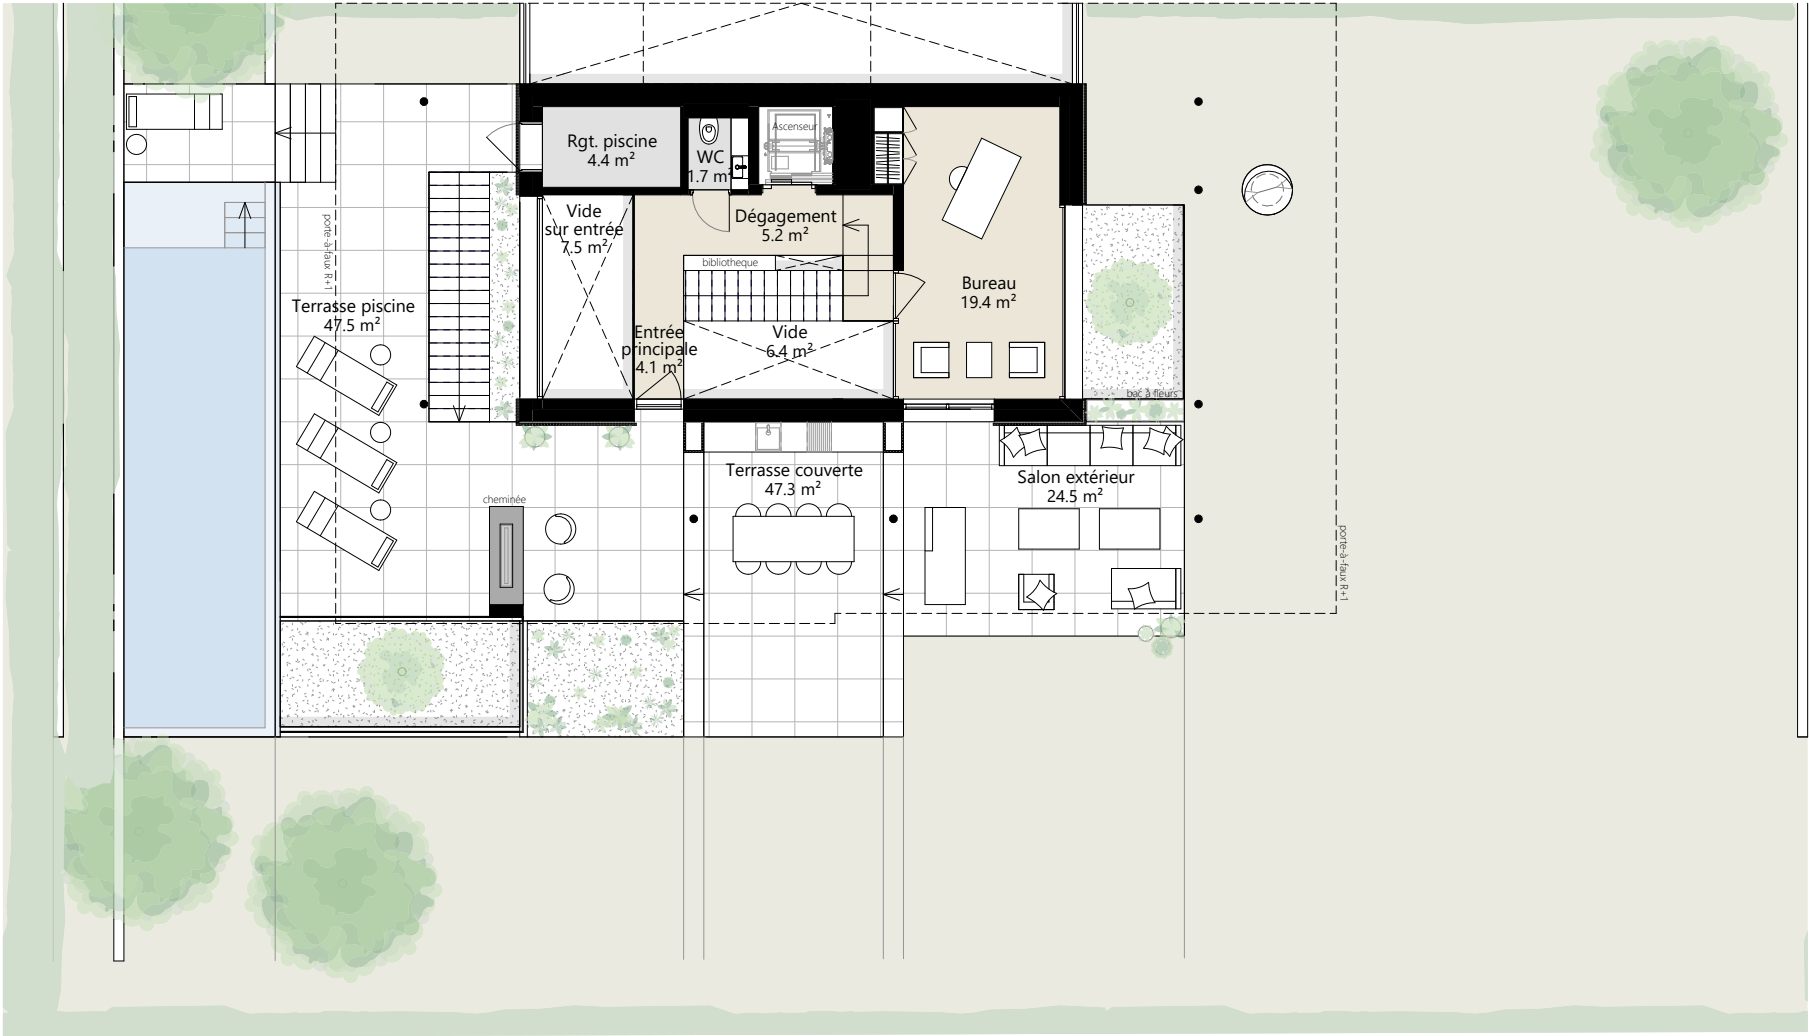 Ascenseur
Rgt. piscine
4.4 m²
WC
1.7 m²
Vide
sur entrée
7.5 m²
Dégagement
5.2 m²
bibliotheque
Bureau
19.4 m²
porte-à-faux R+1
Terrasse piscine
47.5 m²
Entrée
principale
4.1 m²
Vide
6.4 m²
bac à fleurs
Terrasse couverte
47.3 m²
Salon extérieur
24.5 m²
cheminée
porte-à-faux R+1